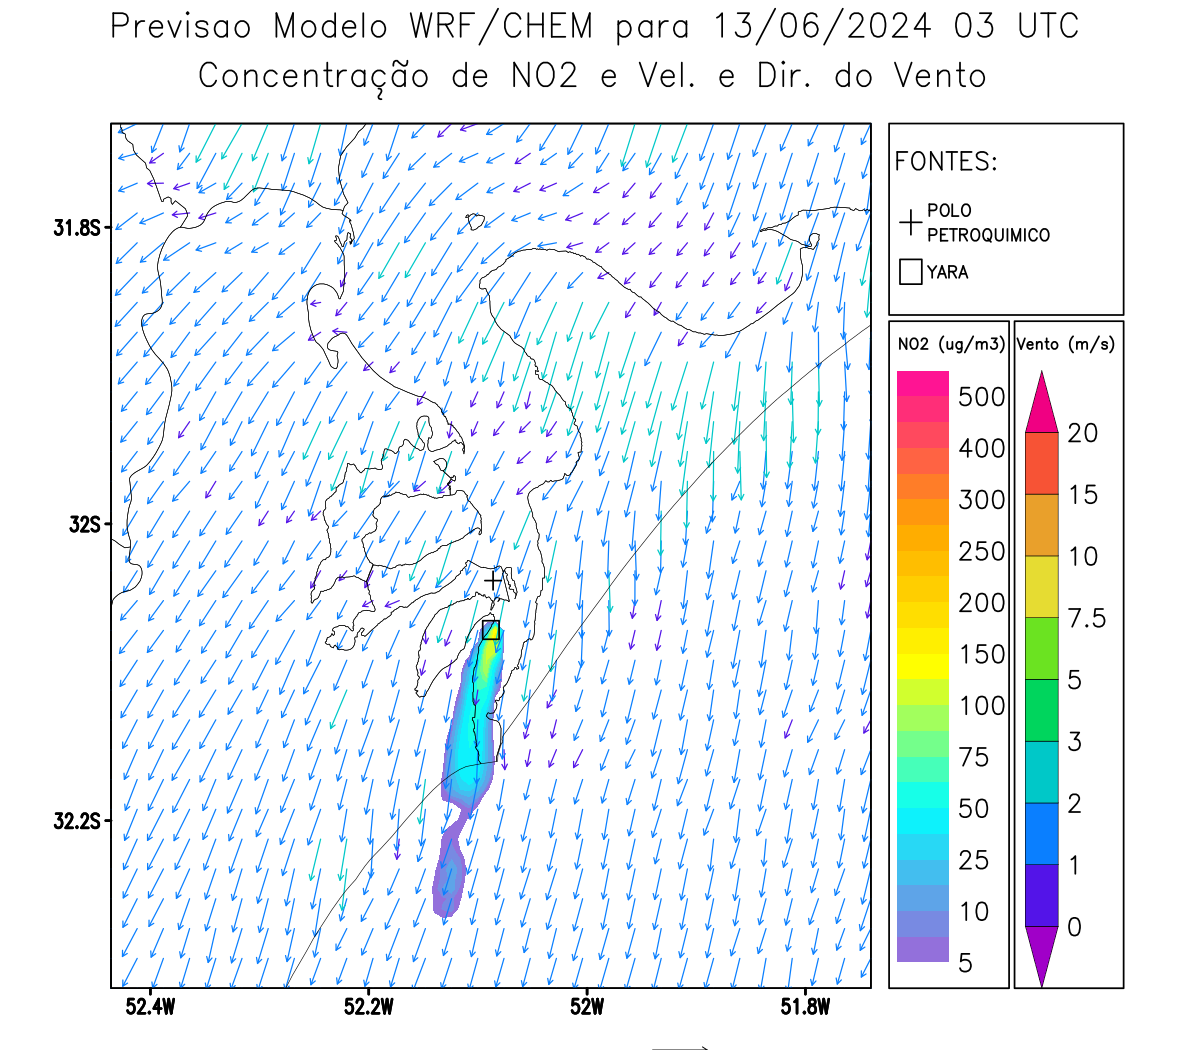 Previsao Modelo WRF/CHEM para 13/06/2024 03 UTC
Concentração de NO2 e Vel. e Dir. do Vento
FONTES:
POLO
PETROQUIMICO
YARA
NO2 (ug/m3)
500
400
300
250
200
150
100
75
50
25
10
5
Vento (m/s)
20
15
10
7.5
5
3
2
1
0
31.8S
32S
32.2S
52.4W
52.2W
52W
51.8W